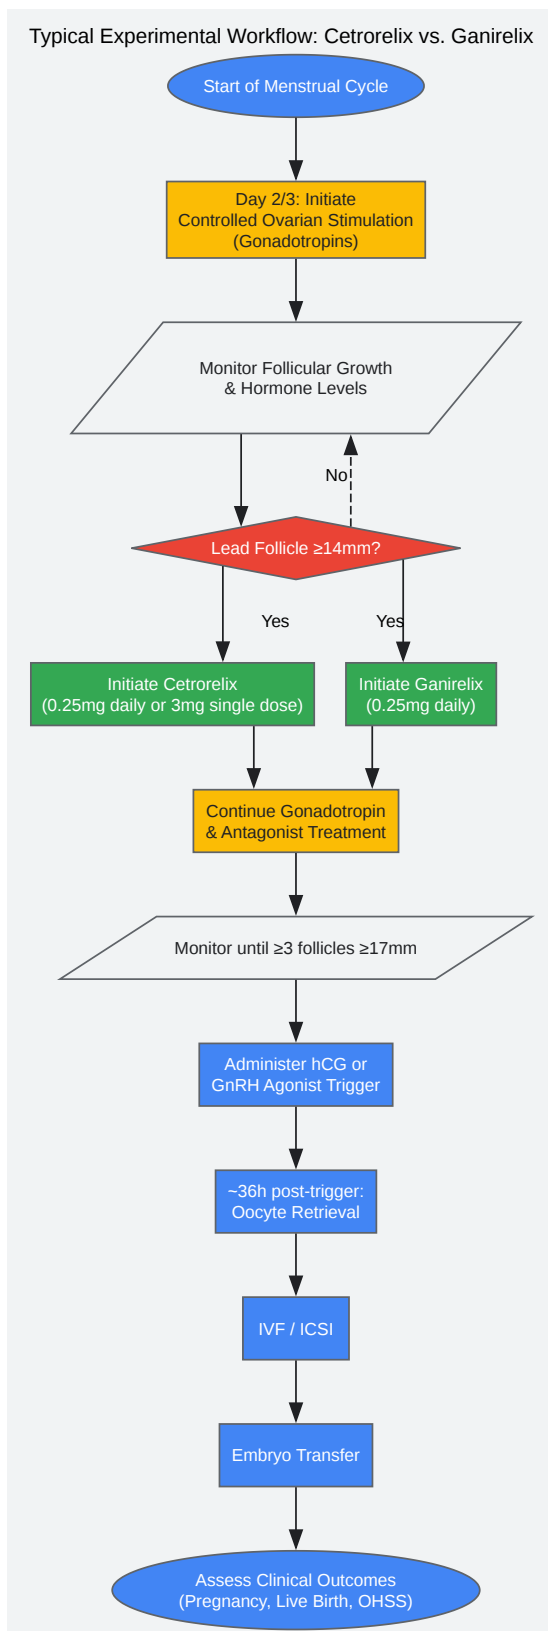 Typical Experimental Workflow: Cetrorelix vs. Ganirelix
Start of Menstrual Cycle
Day 2/3: Initiate
Controlled Ovarian Stimulation
(Gonadotropins)
Monitor Follicular Growth
& Hormone Levels
No
Lead Follicle ≥14mm?
Yes
Yes
Initiate Cetrorelix
(0.25mg daily or 3mg single dose)
Initiate Ganirelix
(0.25mg daily)
Continue Gonadotropin
& Antagonist Treatment
Monitor until ≥3 follicles ≥17mm
Administer hCG or
GnRH Agonist Trigger
~36h post-trigger:
Oocyte Retrieval
IVF / ICSI
Embryo Transfer
Assess Clinical Outcomes
(Pregnancy, Live Birth, OHSS)